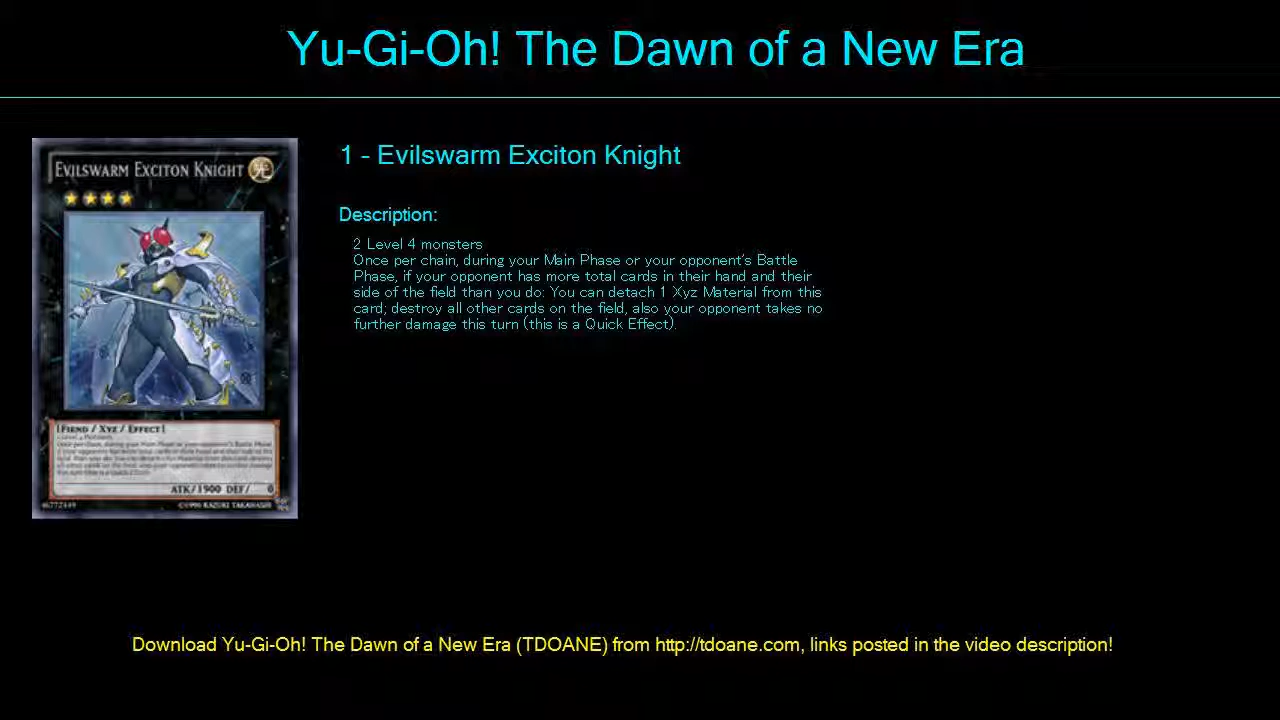 Yu-Gi-Oh! The Dawn of a New Era
EVILSWARM EXCITON KNIGHT
1 - Evilswarm Exciton Knight
Description:
2 Level 4 monsters
Once per chain, during your Main Phase or your opponent's Battle
Phase, if your opponent has more total cards in their hand and their
side of the field than you do: You can detach 1 Xyz Material from this
card; destroy all other cards on the field, also your opponent takes no
further damage this turn (this is a Quick Effect).
[FIEND / XYZ / EFFECT]
ATK/1900 DEF/ 0
46772449 ©1996 KAZUKI TAKAHASHI
Download Yu-Gi-Oh! The Dawn of a New Era (TDOANE) from http://tdoane.com, links posted in the video description!